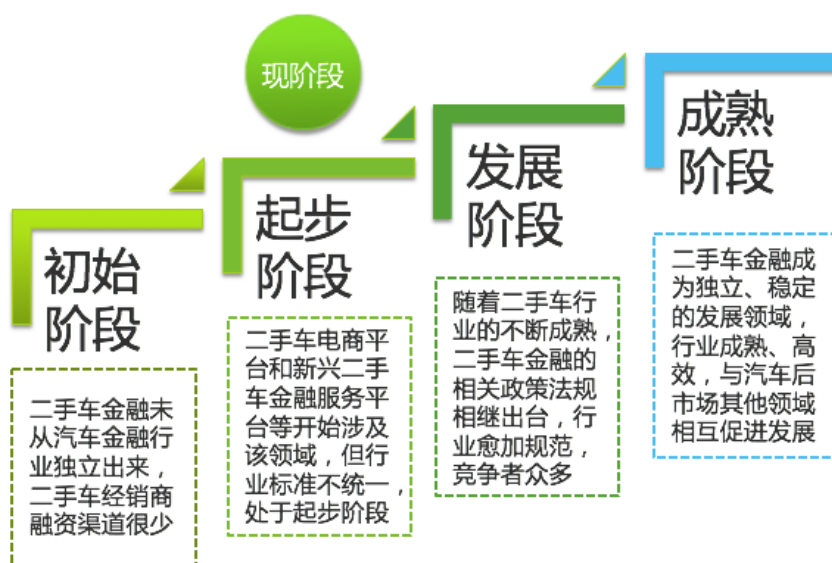 现阶段
初始
阶段
二手车金融未
从汽车金融行
业独立出来，
二手车经销商
融资渠道很少
起步
阶段
二手车电商平
台和新兴二手
车金融服务平
台等开始涉及
该领域，但行
业标准不统一，
处于起步阶段
发展
阶段
随着二手车行
业的不断成熟，
二手车金融的
相关政策法规
相继出台，行
业愈加规范，
竞争者众多
成熟
阶段
二手车金融成
为独立、稳定
的发展领域，
行业成熟、高
效，与汽车后
市场其他领域
相互促进发展